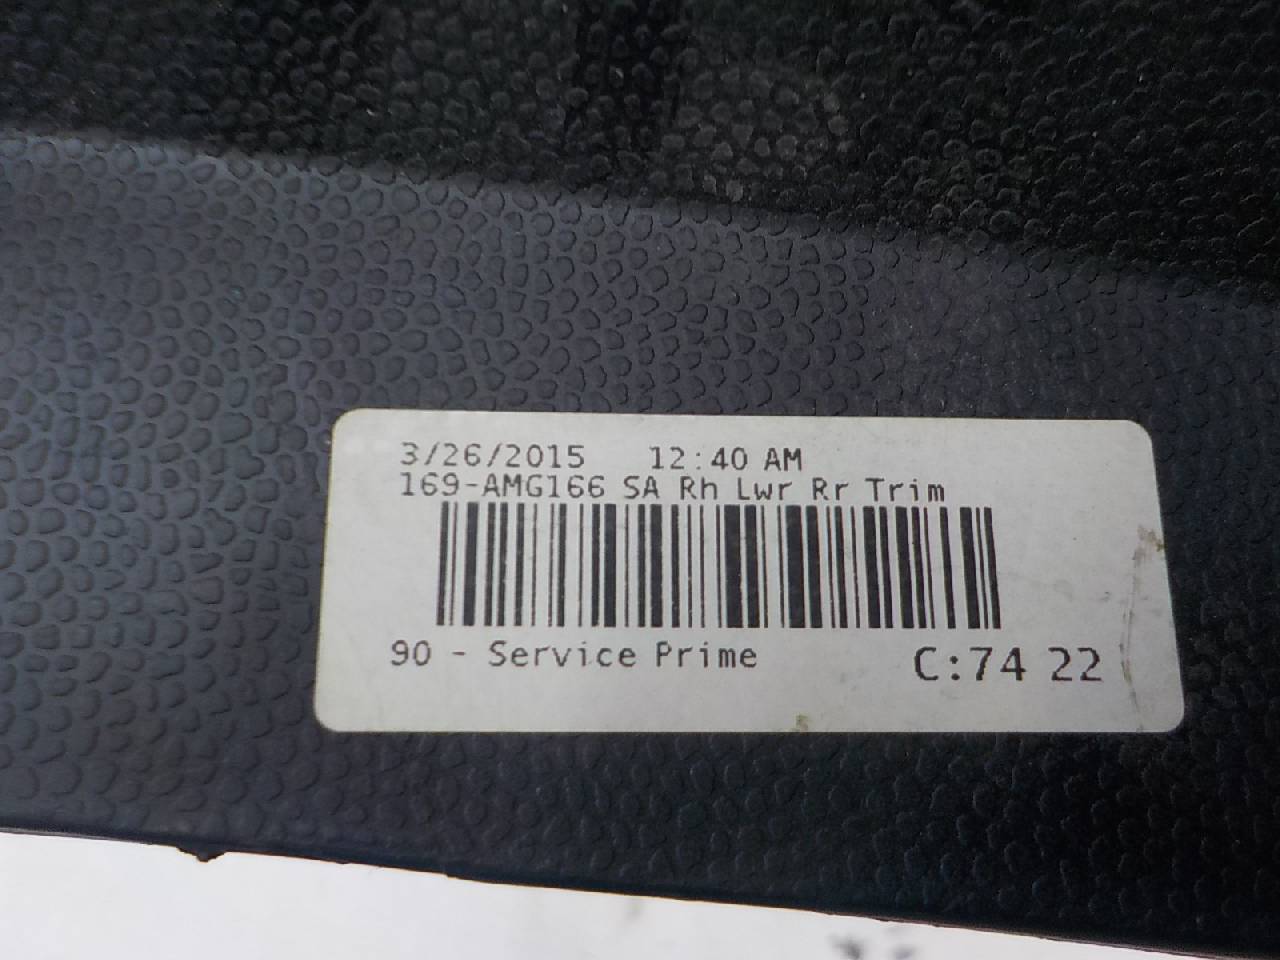 3/26/2015 12:40 AM
169-AMG166 SA Rh Lwr Rr Trim
90 - Service Prime C:74 22